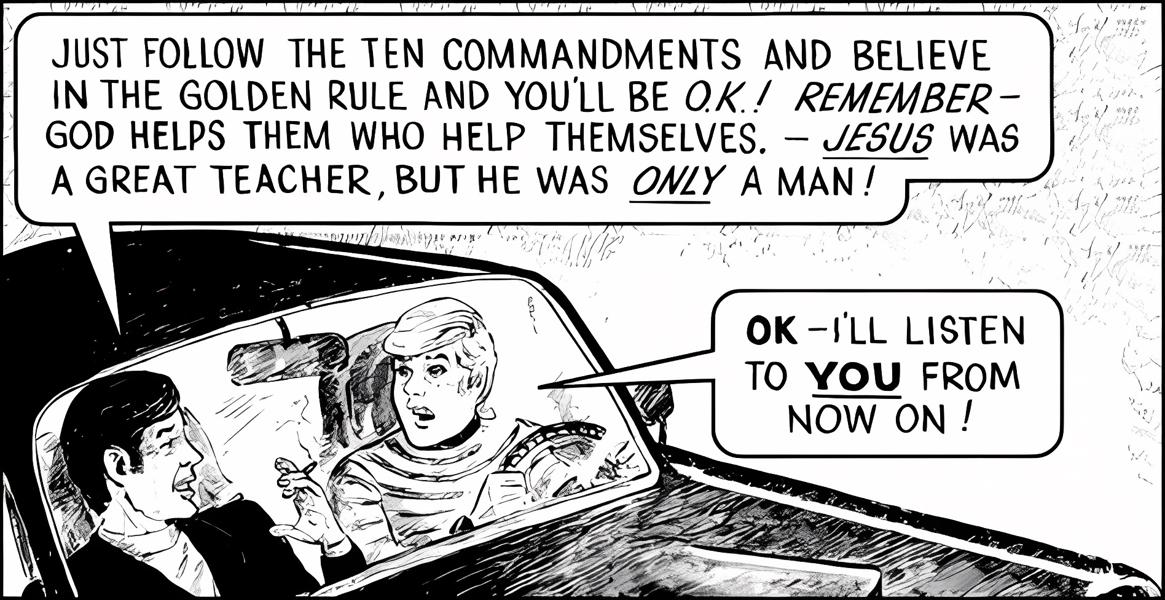 JUST FOLLOW THE TEN COMMANDMENTS AND BELIEVE
IN THE GOLDEN RULE AND YOU'LL BE O.K.! REMEMBER –
GOD HELPS THEM WHO HELP THEMSELVES. – JESUS WAS
A GREAT TEACHER, BUT HE WAS ONLY A MAN!
OK – I'LL LISTEN
TO YOU FROM
NOW ON!